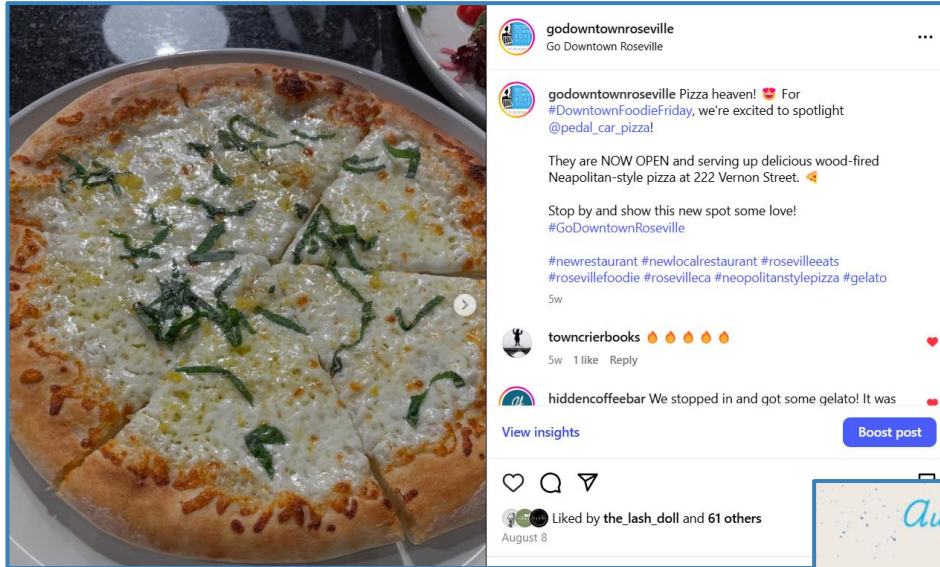 godowntownroseville
Go Downtown Roseville
godowntownroseville Pizza heaven! 😍 For
#DowntownFoodieFriday, we're excited to spotlight
@pedal_car_pizza!
They are NOW OPEN and serving up delicious wood-fired
Neapolitan-style pizza at 222 Vernon Street. 🍕
Stop by and show this new spot some love!
#GoDowntownRoseville
#newrestaurant #newlocalrestaurant #rosevilleeats
#rosevillefoodie #rosevilleca #neopolitanstylepizza #gelato
5w
towncrierbooks 🔥 🔥 🔥 🔥 🔥
5w 1 like Reply
hiddencoffeebar We stopped in and got some gelato! It was
View insights
Boost post
Liked by the_lash_doll and 61 others
August 8